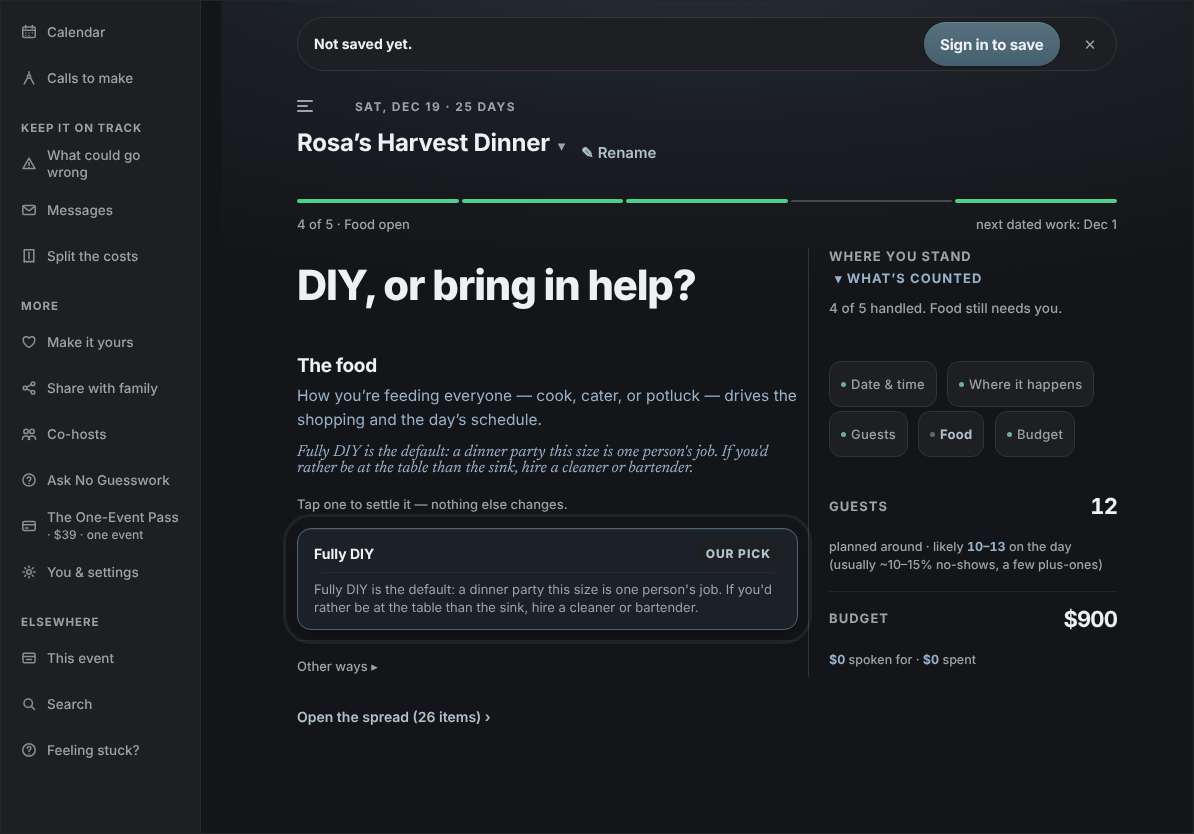 Calendar
Calls to make
KEEP IT ON TRACK
What could go
wrong
Messages
Split the costs
MORE
Make it yours
Share with family
Co-hosts
Ask No Guesswork
The One-Event Pass
· $39 · one event
You & settings
ELSEWHERE
This event
Search
Feeling stuck?
Not saved yet.
Sign in to save
×
SAT, DEC 19 · 25 DAYS
Rosa’s Harvest Dinner ▾
✎ Rename
4 of 5 · Food open
next dated work: Dec 1
DIY, or bring in help?
The food
How you’re feeding everyone — cook, cater, or potluck — drives the
shopping and the day’s schedule.
Fully DIY is the default: a dinner party this size is one person's job. If you'd
rather be at the table than the sink, hire a cleaner or bartender.
Tap one to settle it — nothing else changes.
Fully DIY
OUR PICK
Fully DIY is the default: a dinner party this size is one person's job. If you'd
rather be at the table than the sink, hire a cleaner or bartender.
Other ways ▸
Open the spread (26 items) ›
WHERE YOU STAND
▾ WHAT’S COUNTED
4 of 5 handled. Food still needs you.
Date & time
Where it happens
Guests
Food
Budget
GUESTS
12
planned around · likely 10–13 on the day
(usually ~10–15% no-shows, a few plus-ones)
BUDGET
$900
$0 spoken for · $0 spent